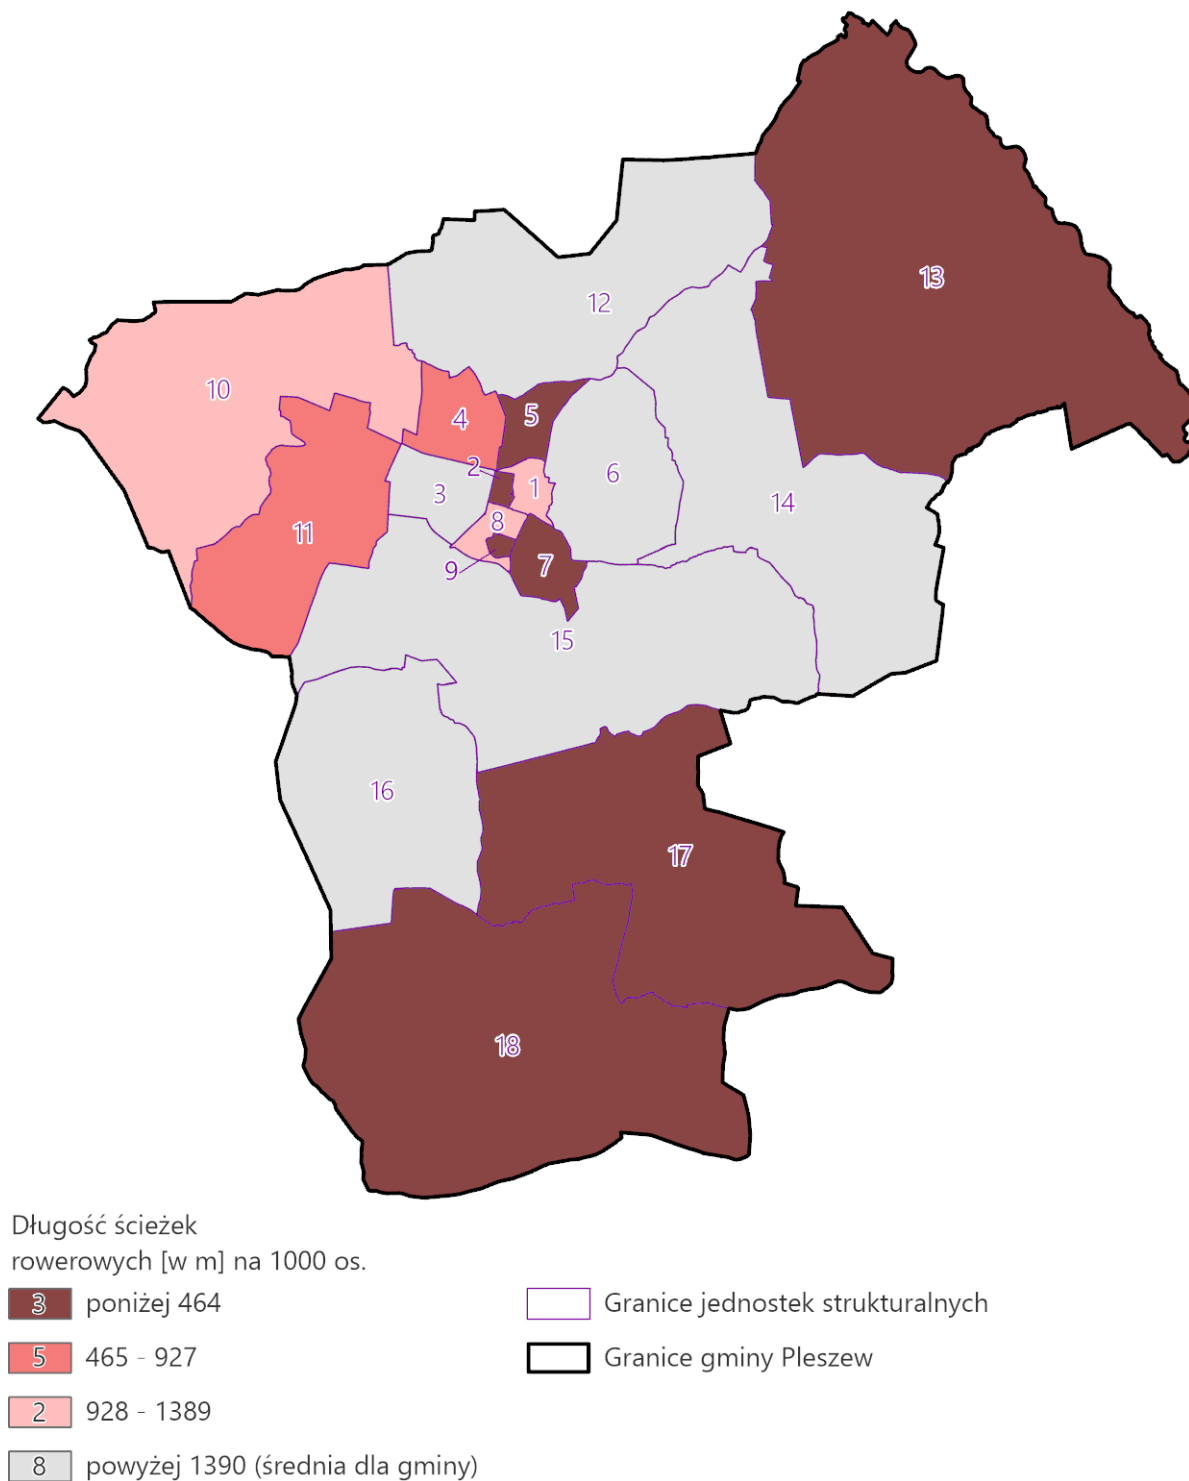 13
12
10
4
5
2
6
3
1
14
11
8
9
7
15
16
17
18
Długość ścieżek
rowerowych [w m] na 1000 os.
3 poniżej 464
5 465 - 927
2 928 - 1389
8 powyżej 1390 (średnia dla gminy)
Granice jednostek strukturalnych
Granice gminy Pleszew